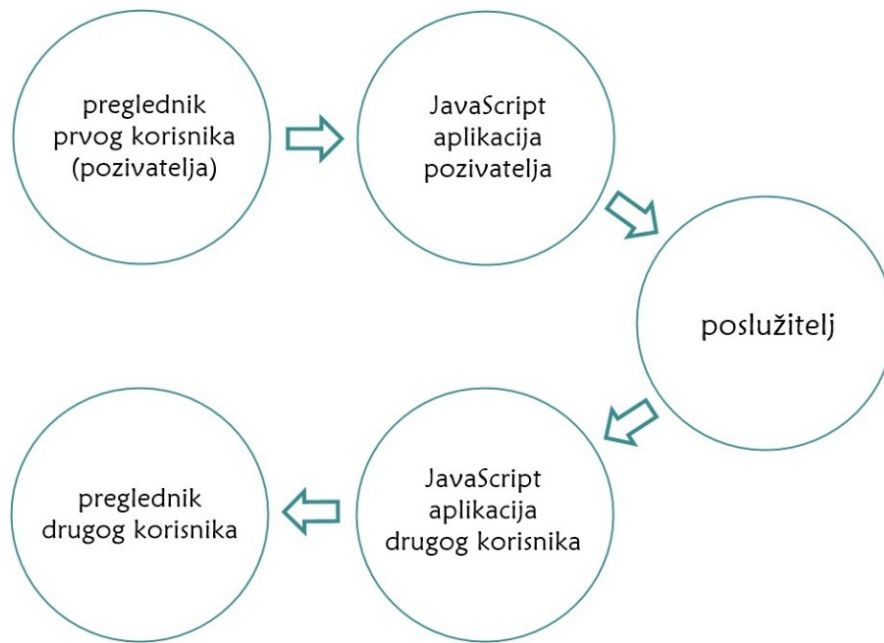 preglednik
prvog korisnika
(pozivatelja)
JavaScript
aplikacija
pozivatelja
poslužitelj
JavaScript
aplikacija
drugog korisnika
preglednik
drugog korisnika